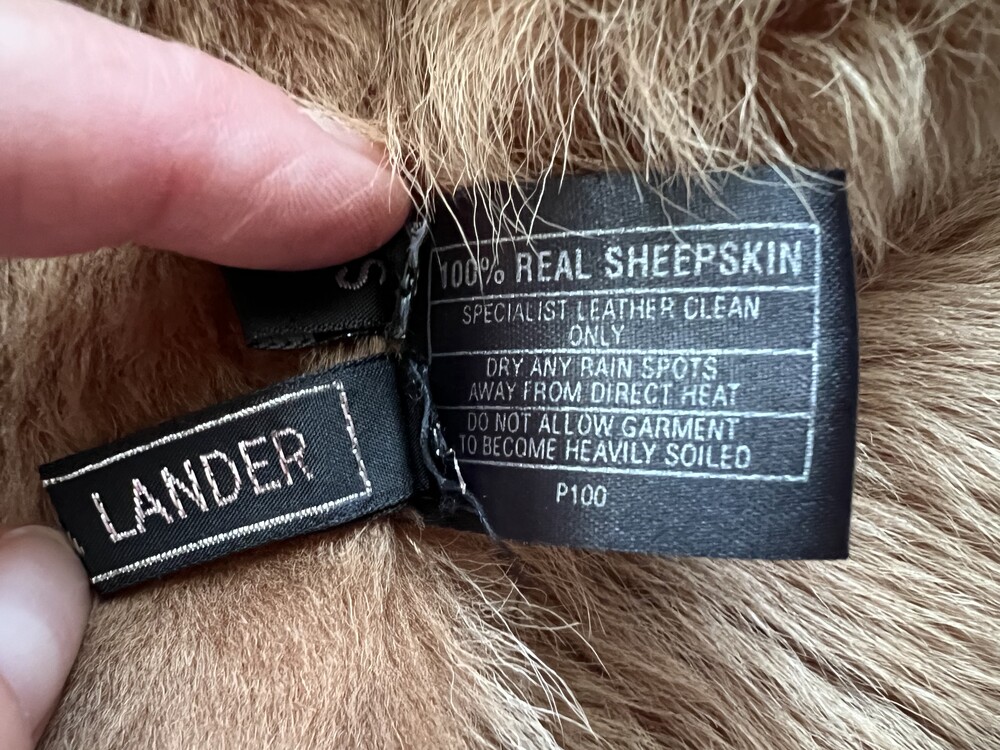 100% REAL SHEEPSKIN
SPECIALIST LEATHER CLEAN
ONLY
DRY ANY RAIN SPOTS
AWAY FROM DIRECT HEAT
DO NOT ALLOW GARMENT
TO BECOME HEAVILY SOILED
P100
S
LANDER